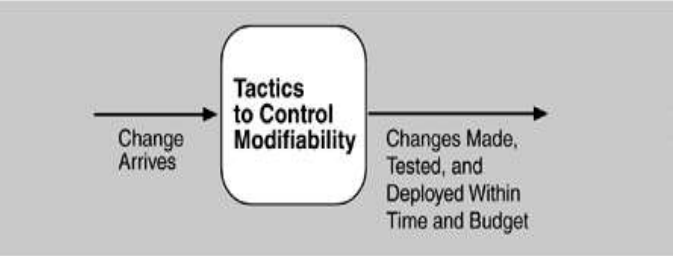 Tactics
to Control
Modifiability
Change
Arrives
Changes Made,
Tested, and
Deployed Within
Time and Budget